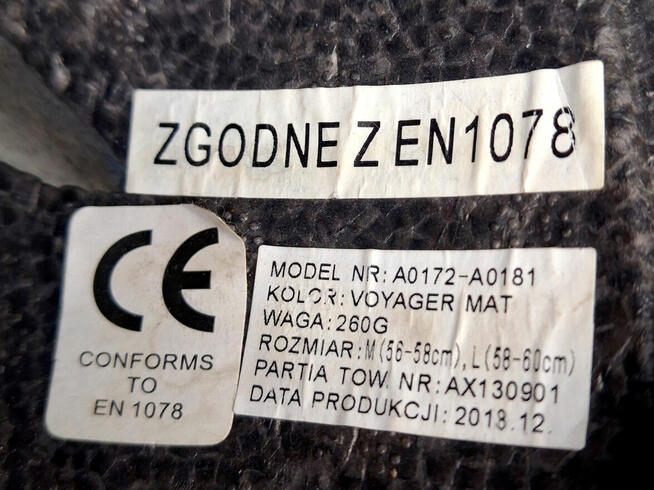 ZGODNE Z EN1078
CE
CONFORMS
TO
EN 1078
MODEL NR: A0172-A0181
KOLOR: VOYAGER MAT
WAGA: 260G
ROZMIAR: M(56-58cm), L(58-60cm)
PARTIA TOW. NR: AX130901
DATA PRODUKCJI: 2013.12.